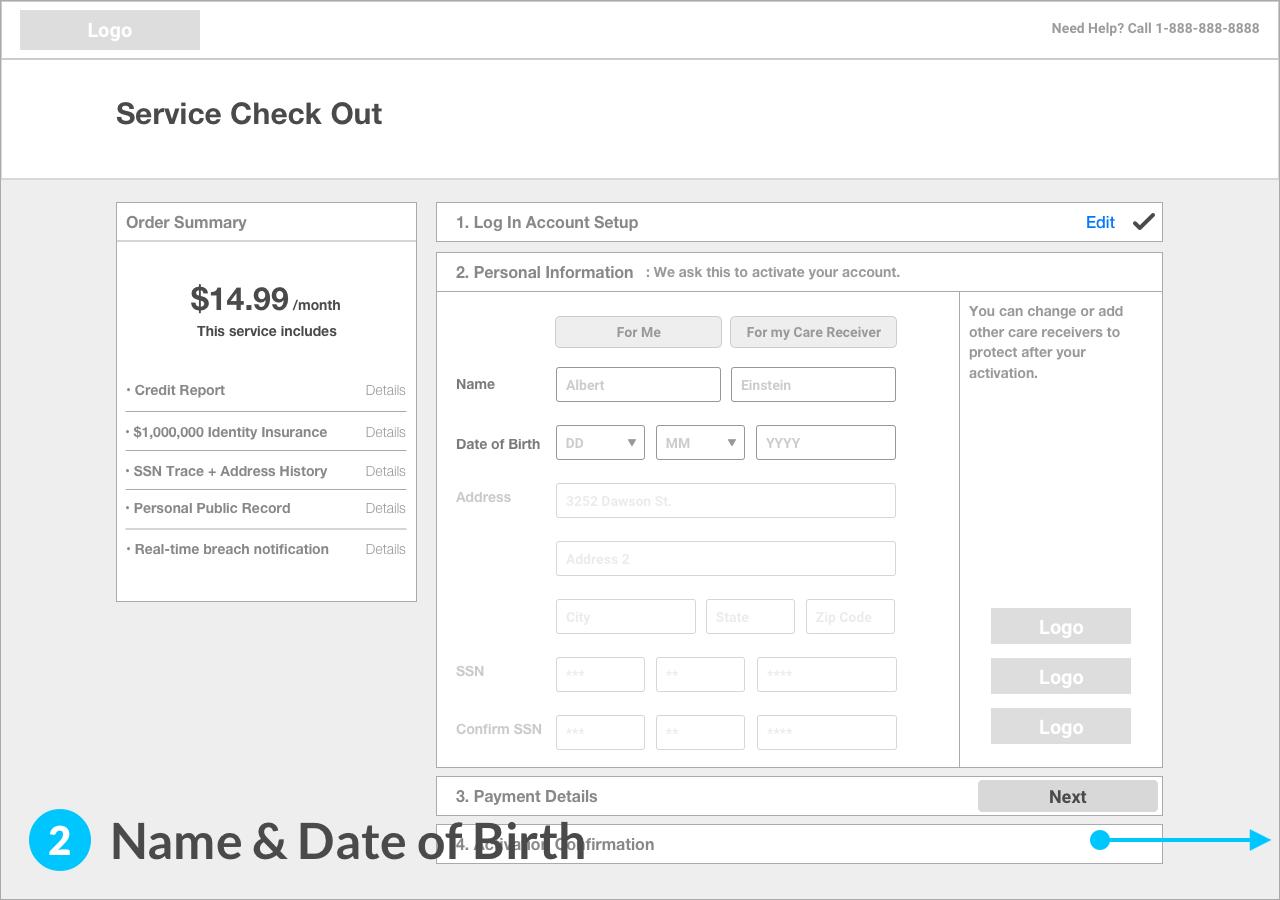 Logo
Need Help? Call 1-888-888-8888
Service Check Out
Order Summary
$14.99 /month
This service includes
• Credit Report Details
• $1,000,000 Identity Insurance Details
• SSN Trace + Address History Details
• Personal Public Record Details
• Real-time breach notification Details
1. Log In Account Setup Edit
2. Personal Information : We ask this to activate your account.
For Me For my Care Receiver
Name Albert Einstein
Date of Birth DD MM YYYY
Address 3252 Dawson St.
Address 2
City State Zip Code
SSN *** ** ****
Confirm SSN *** ** ****
You can change or add
other care receivers to
protect after your
activation.
Logo
Logo
Logo
3. Payment Details Next
4. Activation Confirmation
2 Name & Date of Birth